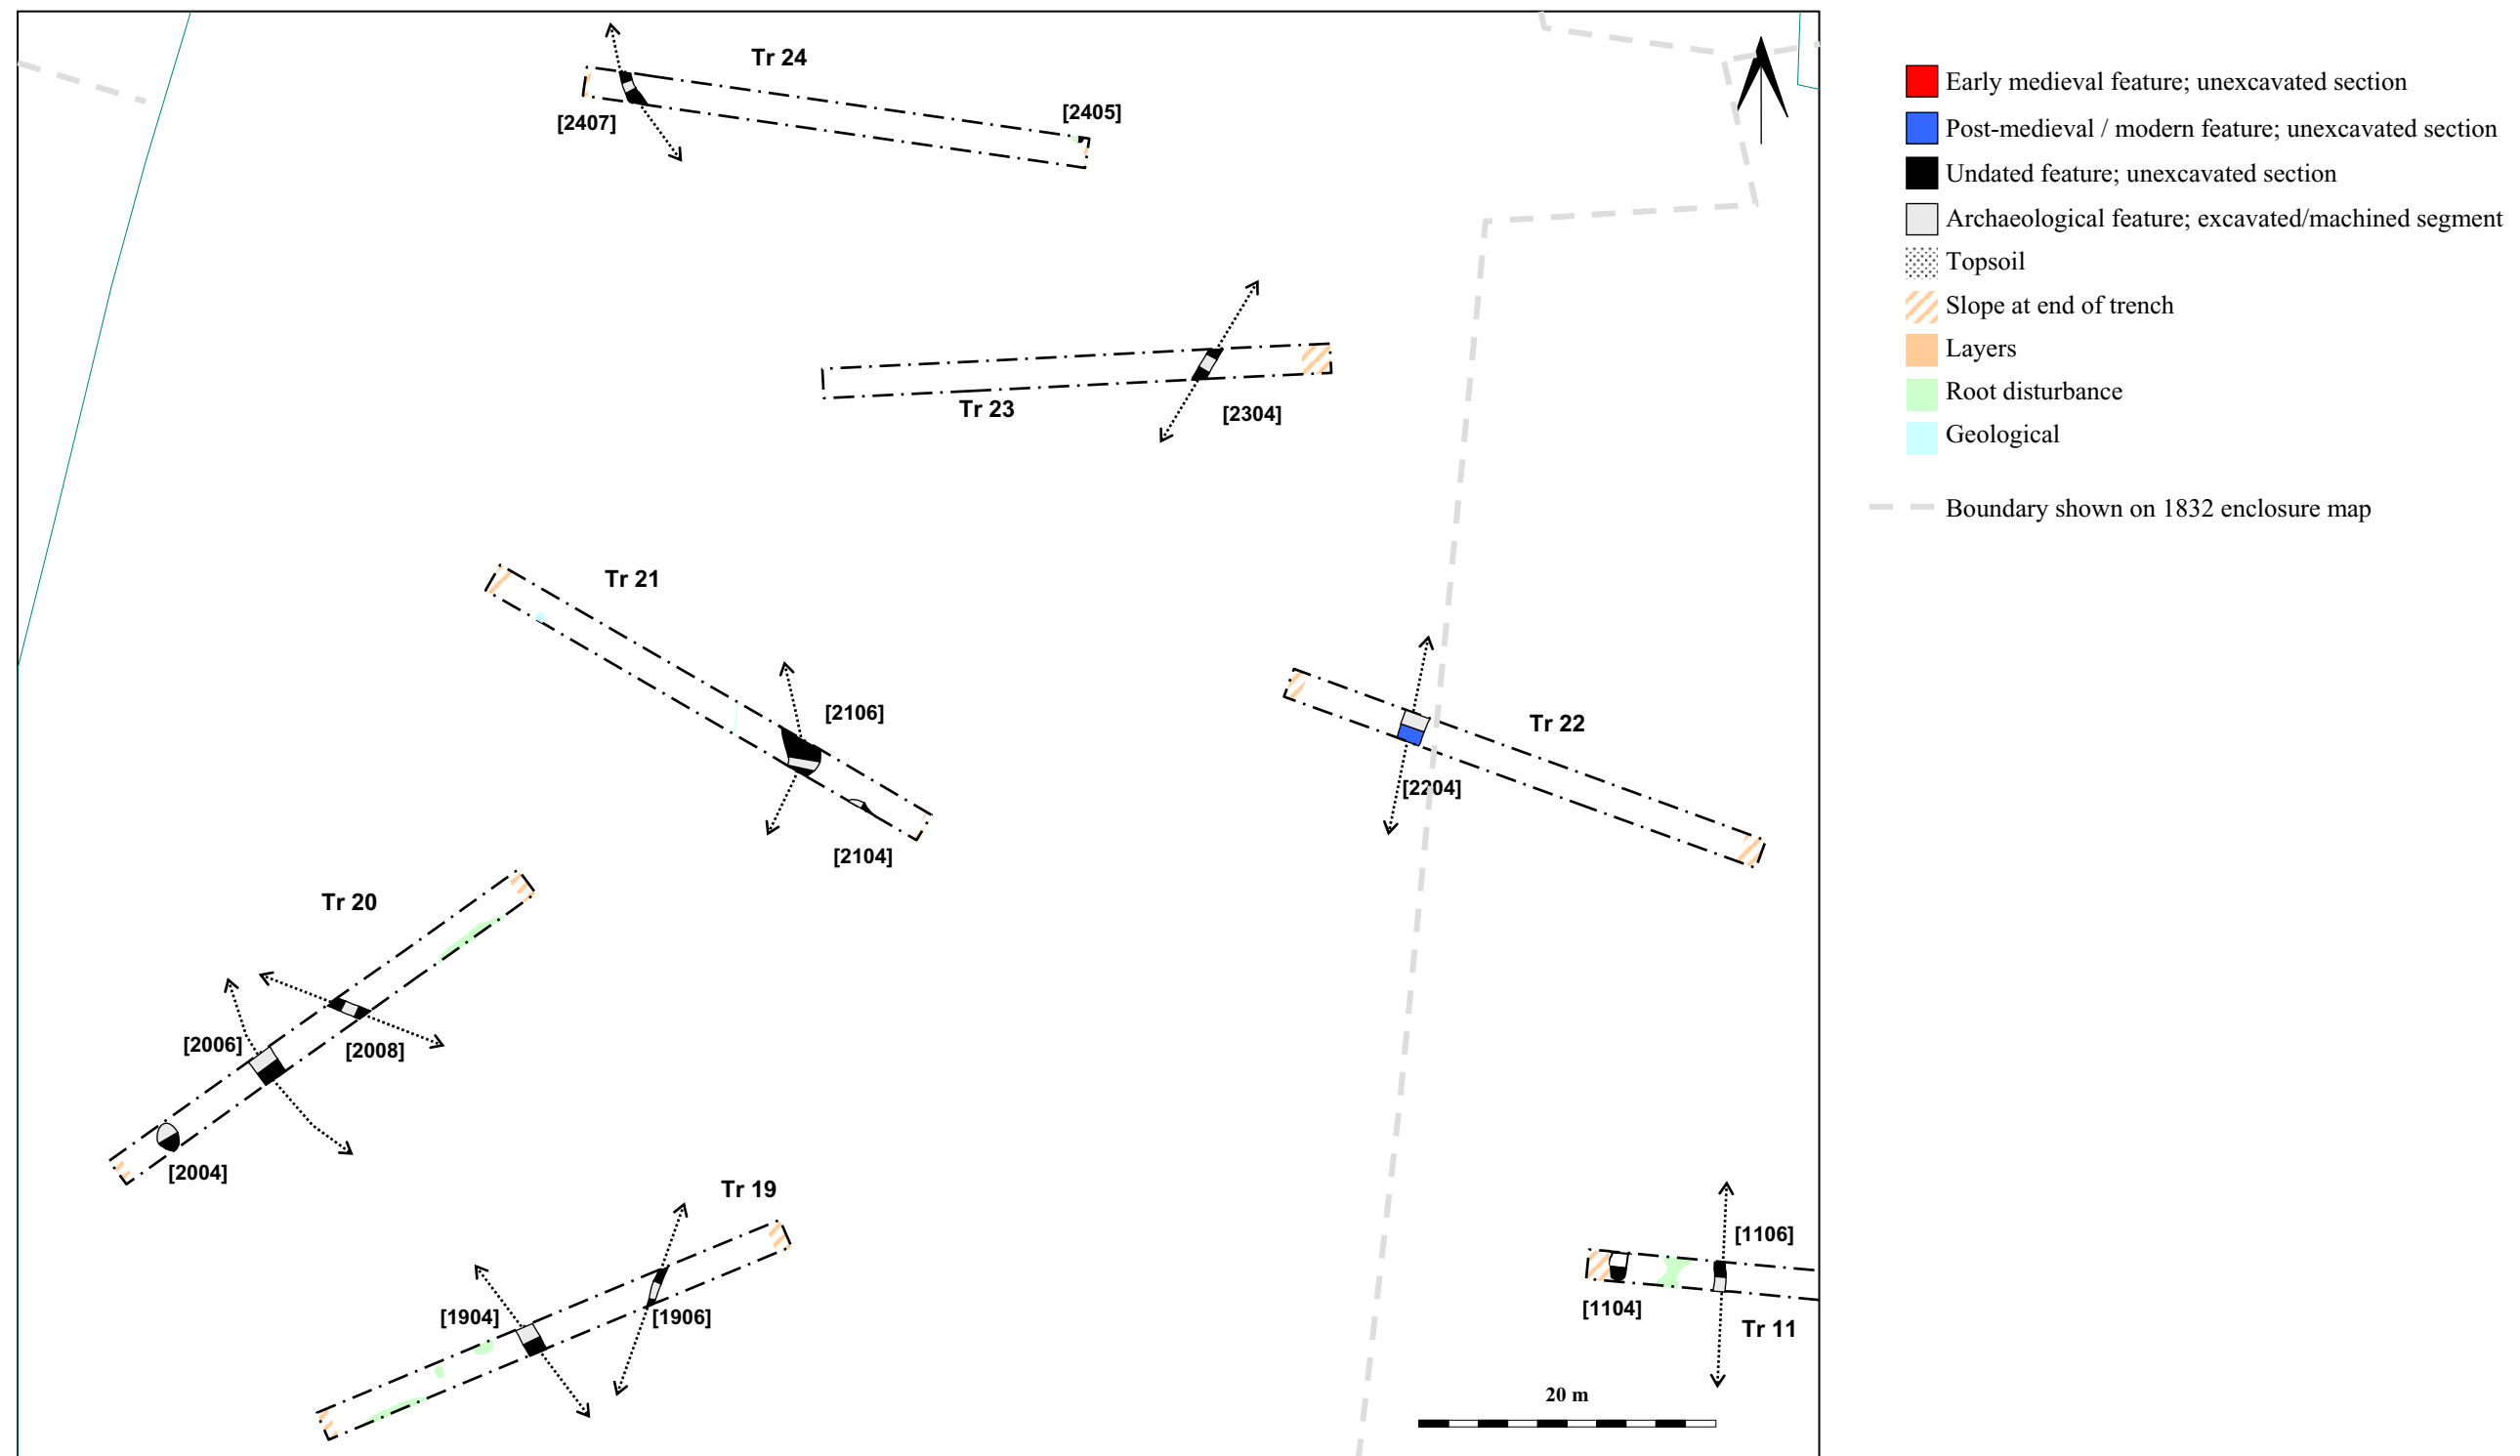 Tr 24
[2405]
[2407]
Tr 23
[2304]
Tr 21
[2106]
[2104]
Tr 22
[2204]
Tr 20
[2006]
[2008]
[2004]
Tr 19
[1904]
[1906]
[1106]
[1104]
Tr 11
20 m
Early medieval feature; unexcavated section
Post-medieval / modern feature; unexcavated section
Undated feature; unexcavated section
Archaeological feature; excavated/machined segment
Topsoil
Slope at end of trench
Layers
Root disturbance
Geological
Boundary shown on 1832 enclosure map